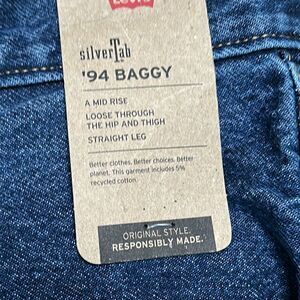 Levi's
silverTab
'94 BAGGY
A MID RISE
LOOSE THROUGH
THE HIP AND THIGH
STRAIGHT LEG
Better clothes. Better choices. Better
planet. This garment includes 5%
recycled cotton.
ORIGINAL STYLE.
RESPONSIBLY MADE.